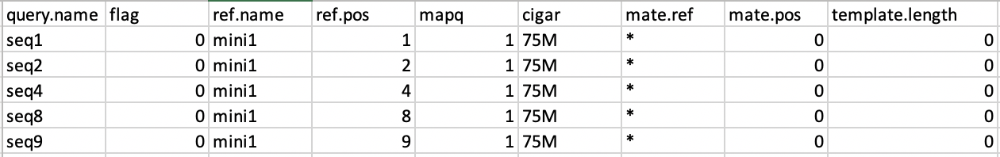 query.name flag ref.name ref.pos mapq cigar mate.ref mate.pos template.length
seq1 0 mini1 1 1 75M * 0 0
seq2 0 mini1 2 1 75M * 0 0
seq4 0 mini1 4 1 75M * 0 0
seq8 0 mini1 8 1 75M * 0 0
seq9 0 mini1 9 1 75M * 0 0